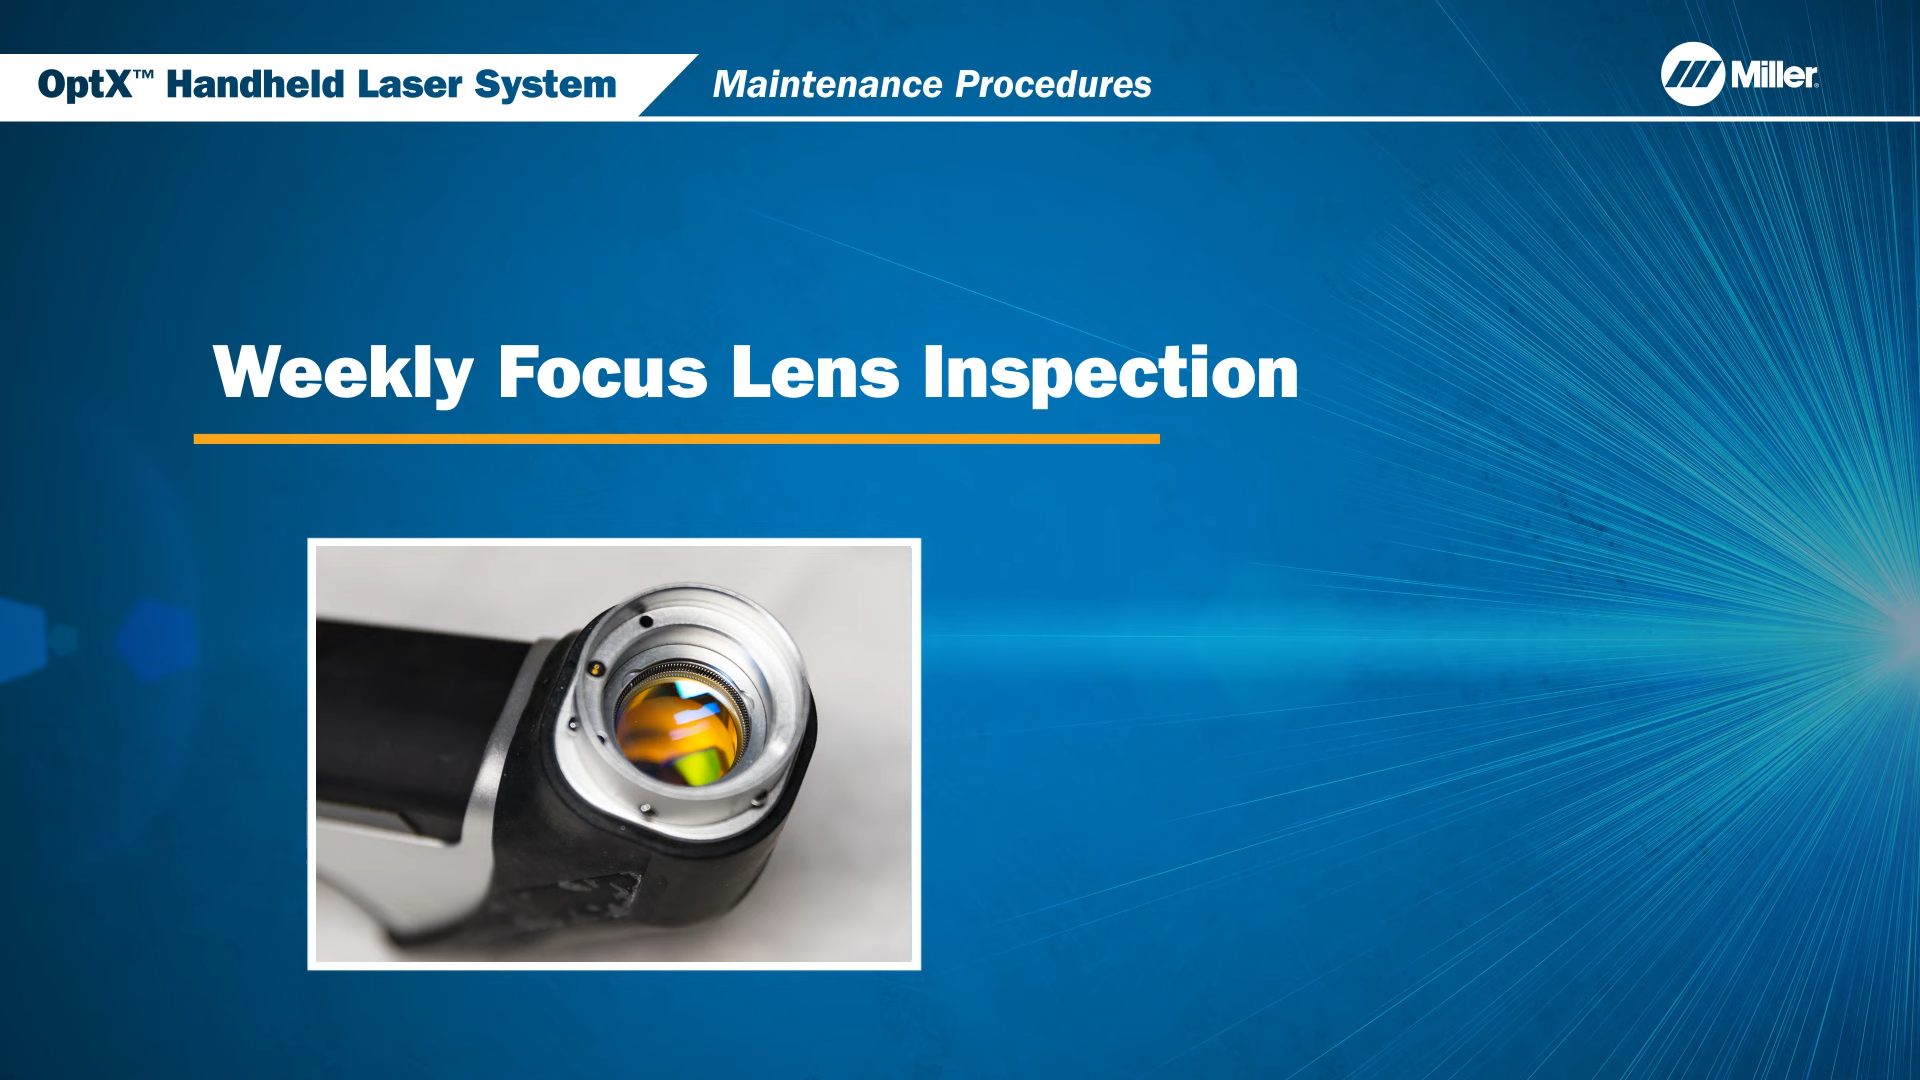 OptX™ Handheld Laser System
Maintenance Procedures
Miller®
Weekly Focus Lens Inspection